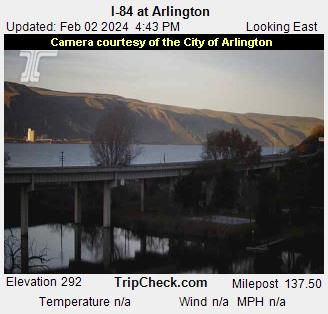 I-84 at Arlington
Updated: Feb 02 2024 4:43 PM Looking East
Camera courtesy of the City of Arlington
Elevation 292 TripCheck.com Milepost 137.50
Temperature n/a Wind n/a MPH n/a